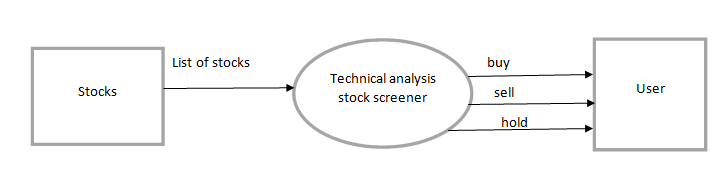 Stocks
List of stocks
Technical analysis
stock screener
buy
sell
hold
User